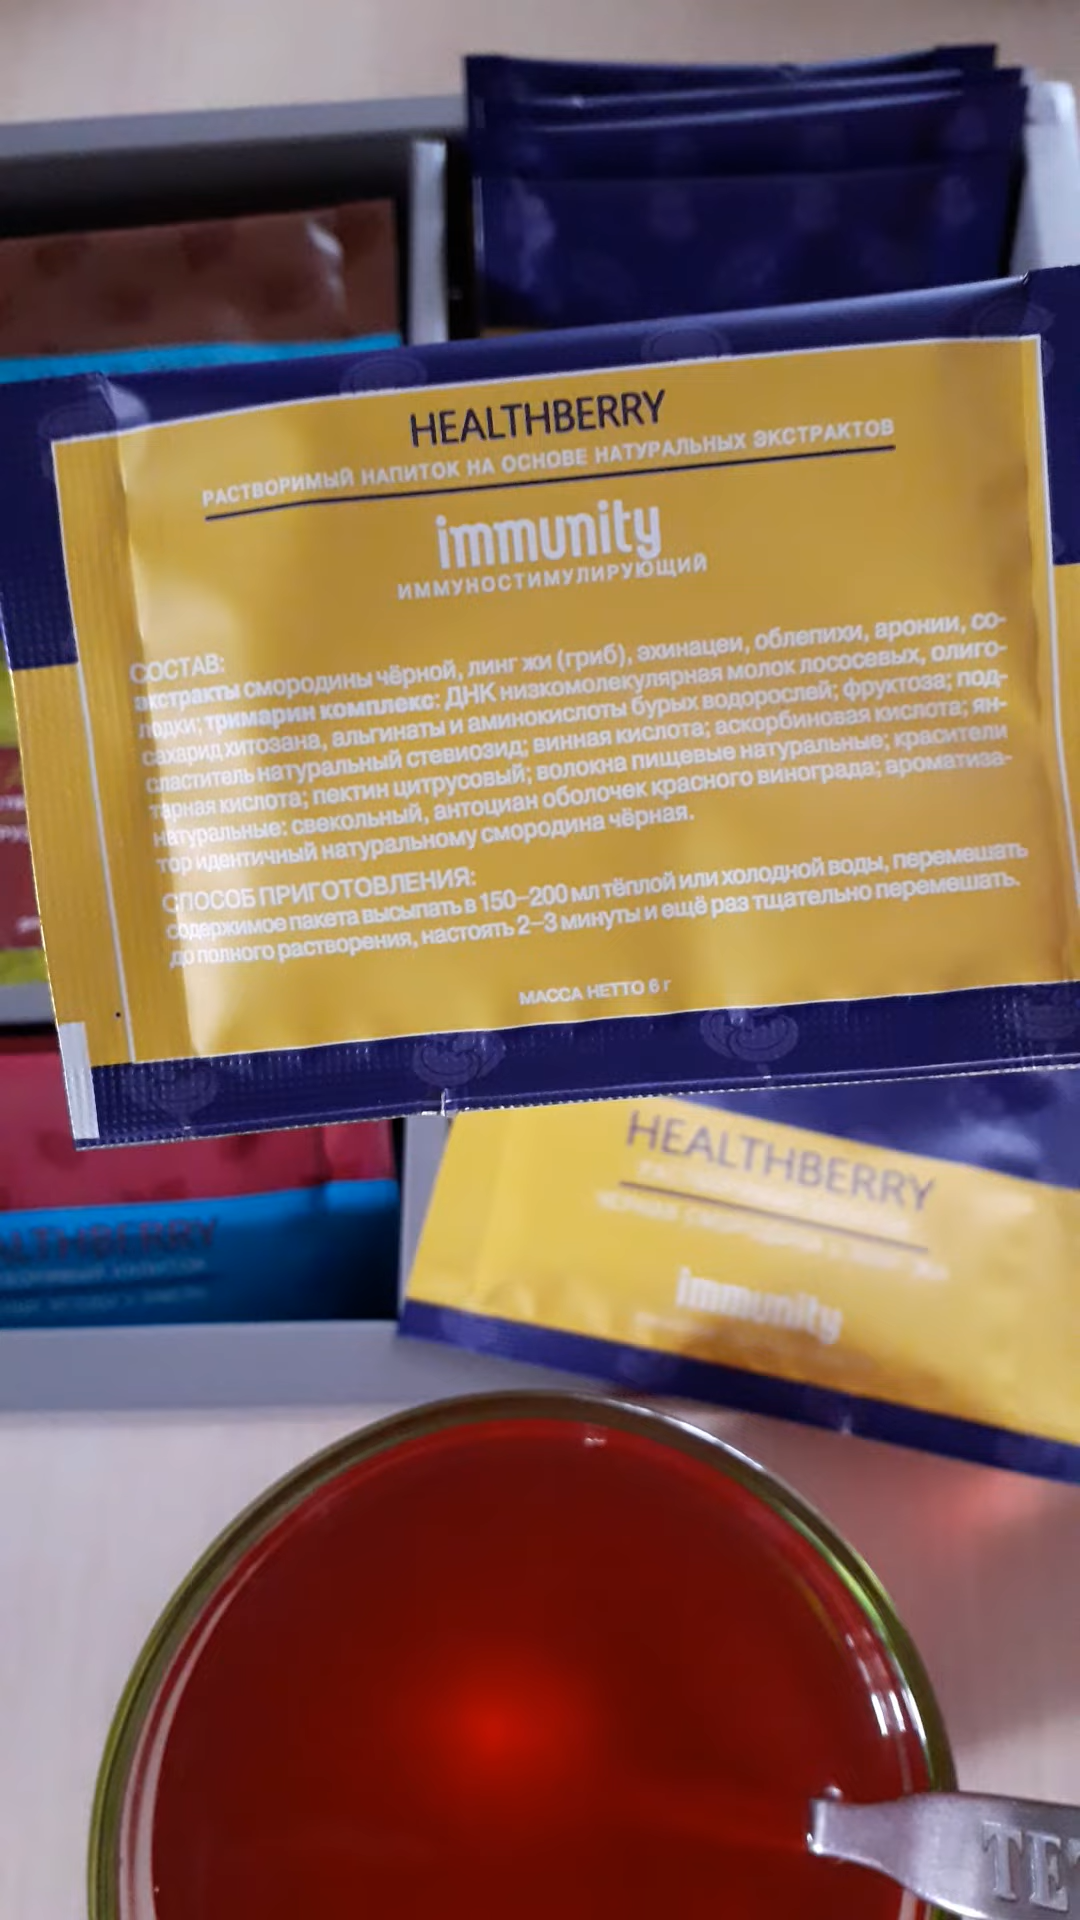 HEALTHBERRY
РАСТВОРИМЫЙ НАПИТОК НА ОСНОВЕ НАТУРАЛЬНЫХ ЭКСТРАКТОВ
immunity
ИММУНОСТИМУЛИРУЮЩИЙ
СОСТАВ:
экстракты смородины чёрной, линг жи (гриб), эхинацеи, облепихи, аронии, со-
лодки; тримарин комплекс: ДНК низкомолекулярная молок лососевых, олиго-
сахарид хитозана, альгинаты и аминокислоты бурых водорослей; фруктоза; под-
сластитель натуральный стевиозид; винная кислота; аскорбиновая кислота; ян-
тарная кислота; пектин цитрусовый; волокна пищевые натуральные; красители
натуральные: свекольный, антоциан оболочек красного винограда; ароматиза-
тор идентичный натуральному смородина чёрная.
СПОСОБ ПРИГОТОВЛЕНИЯ:
содержимое пакета высыпать в 150–200 мл тёплой или холодной воды, перемешать
до полного растворения, настоять 2–3 минуты и ещё раз тщательно перемешать.
МАССА НЕТТО 6 г
HEALTHBERRY
immunity
ALTHBERRY
TE